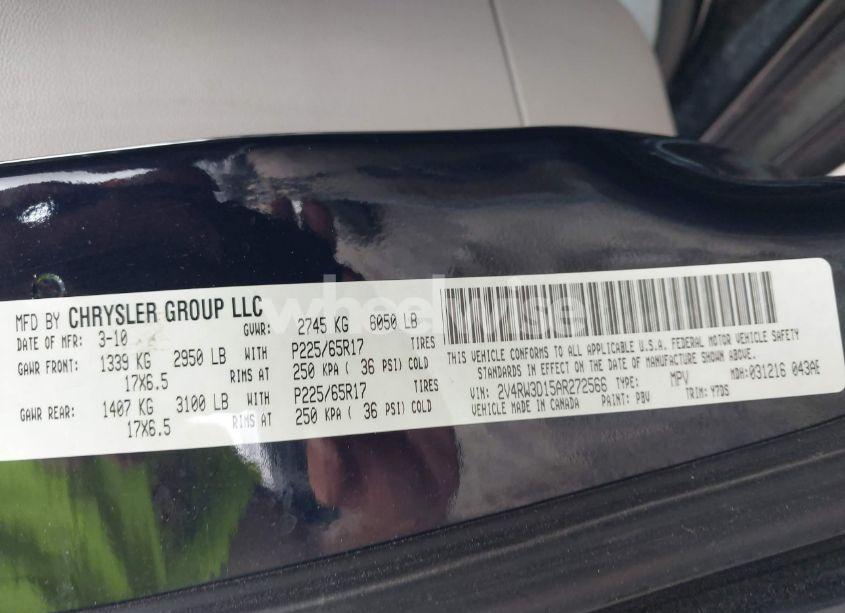 MFD BY CHRYSLER GROUP LLC
DATE OF MFR: 3-10 GVWR: 2745 KG 6050 LB
GAWR FRONT: 1339 KG 2950 LB WITH P225/65R17 TIRES
17X6.5 RIMS AT 250 KPA ( 36 PSI) COLD
GAWR REAR: 1407 KG 3100 LB WITH P225/65R17 TIRES
17X6.5 RIMS AT 250 KPA ( 36 PSI) COLD
THIS VEHICLE CONFORMS TO ALL APPLICABLE U.S.A. FEDERAL MOTOR VEHICLE SAFETY
STANDARDS IN EFFECT ON THE DATE OF MANUFACTURE SHOWN ABOVE.
VIN: 2V4RW3D15AR272566 TYPE: MPV MDH: 031216 043AE
VEHICLE MADE IN CANADA PAINT: PBV TRIM: Y7DS
wheelwise